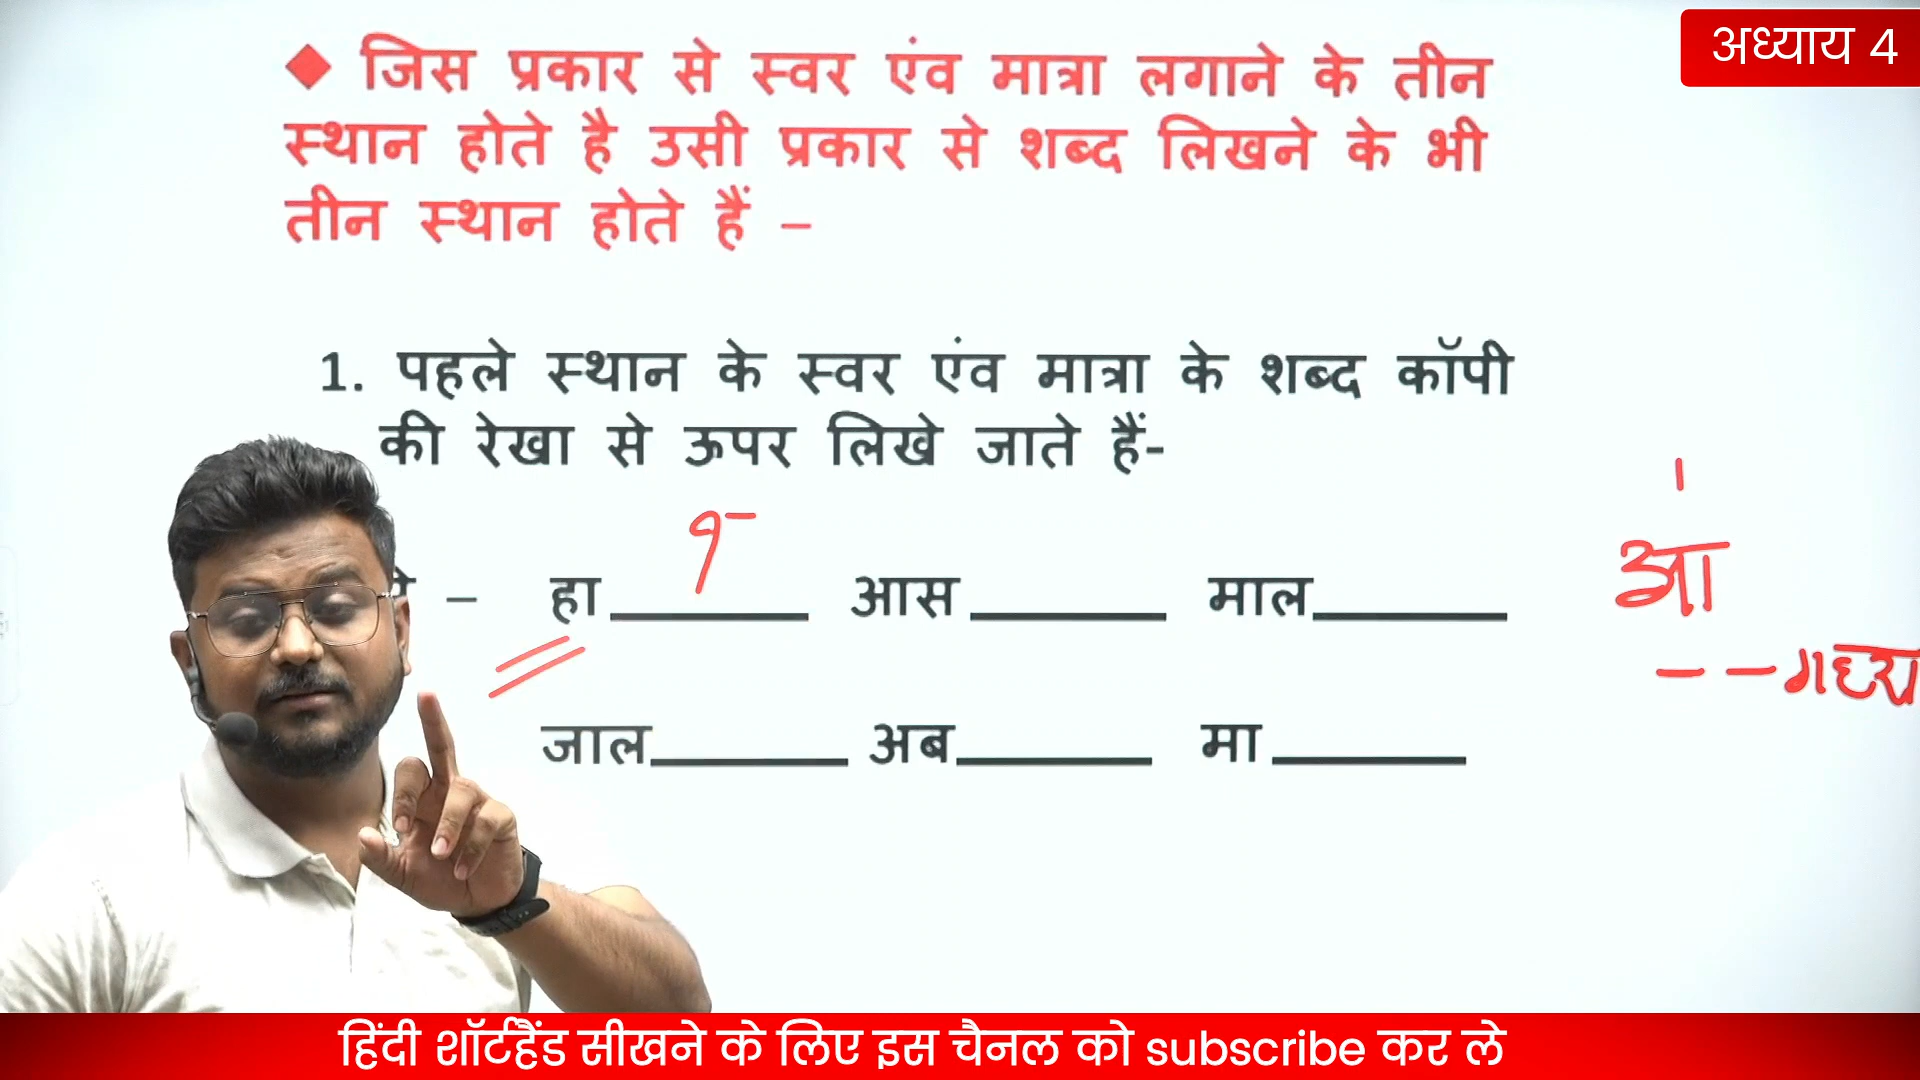 अध्याय 4
◆ जिस प्रकार से स्वर एंव मात्रा लगाने के तीन
स्थान होते है उसी प्रकार से शब्द लिखने के भी
तीन स्थान होते हैं –
1. पहले स्थान के स्वर एंव मात्रा के शब्द कॉपी
की रेखा से ऊपर लिखे जाते हैं-
– हा______ आस______ माल______
आ
जाल______ अब______ मा______
हिंदी शॉर्टहैंड सीखने के लिए इस चैनल को subscribe कर ले